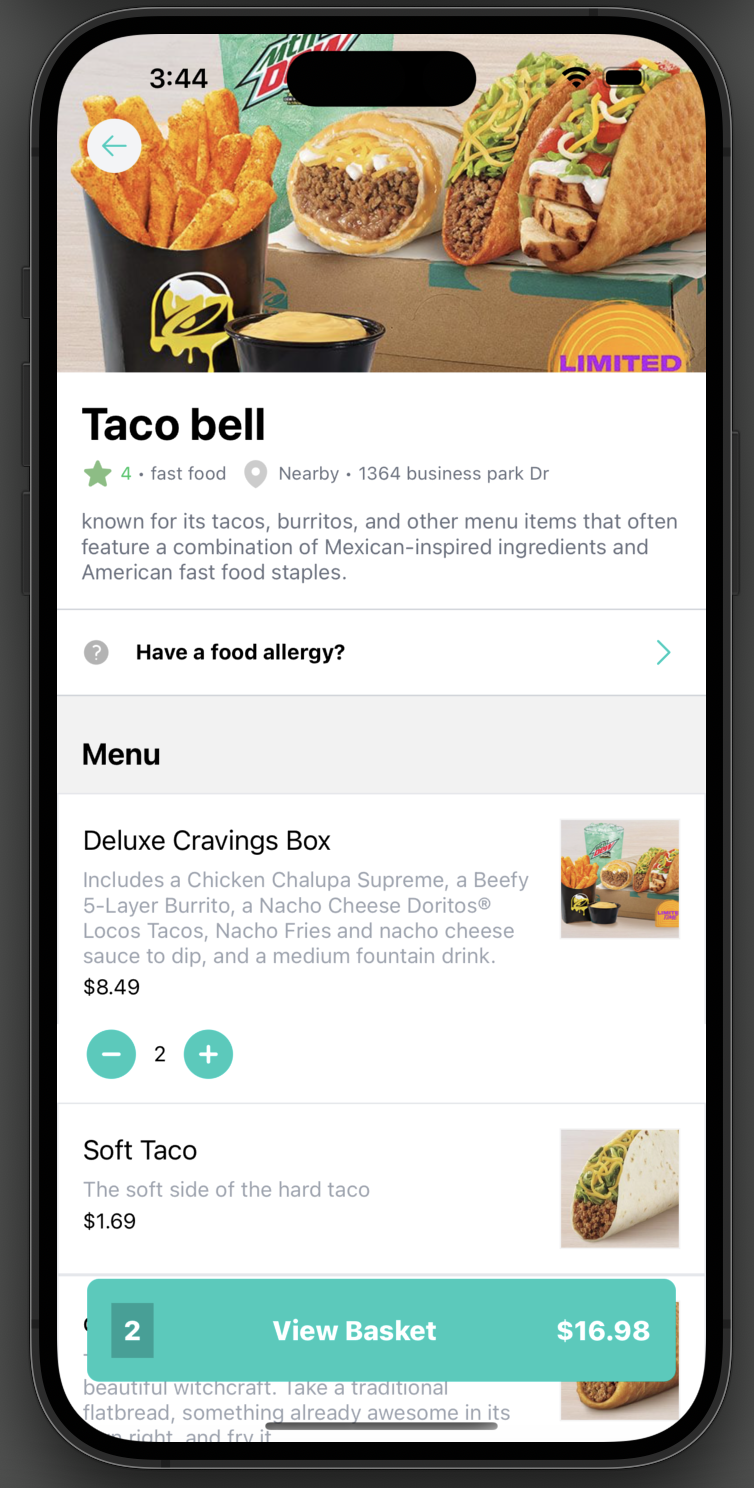 3:44
Mtn
LIMITED
Taco bell
4 • fast food Nearby • 1364 business park Dr
known for its tacos, burritos, and other menu items that often
feature a combination of Mexican-inspired ingredients and
American fast food staples.
? Have a food allergy?
Menu
Deluxe Cravings Box
Includes a Chicken Chalupa Supreme, a Beefy
5-Layer Burrito, a Nacho Cheese Doritos®
Locos Tacos, Nacho Fries and nacho cheese
sauce to dip, and a medium fountain drink.
$8.49
2
Soft Taco
The soft side of the hard taco
$1.69
2 View Basket $16.98
beautiful witchcraft. Take a traditional
flatbread, something already awesome in its
right, and fry it